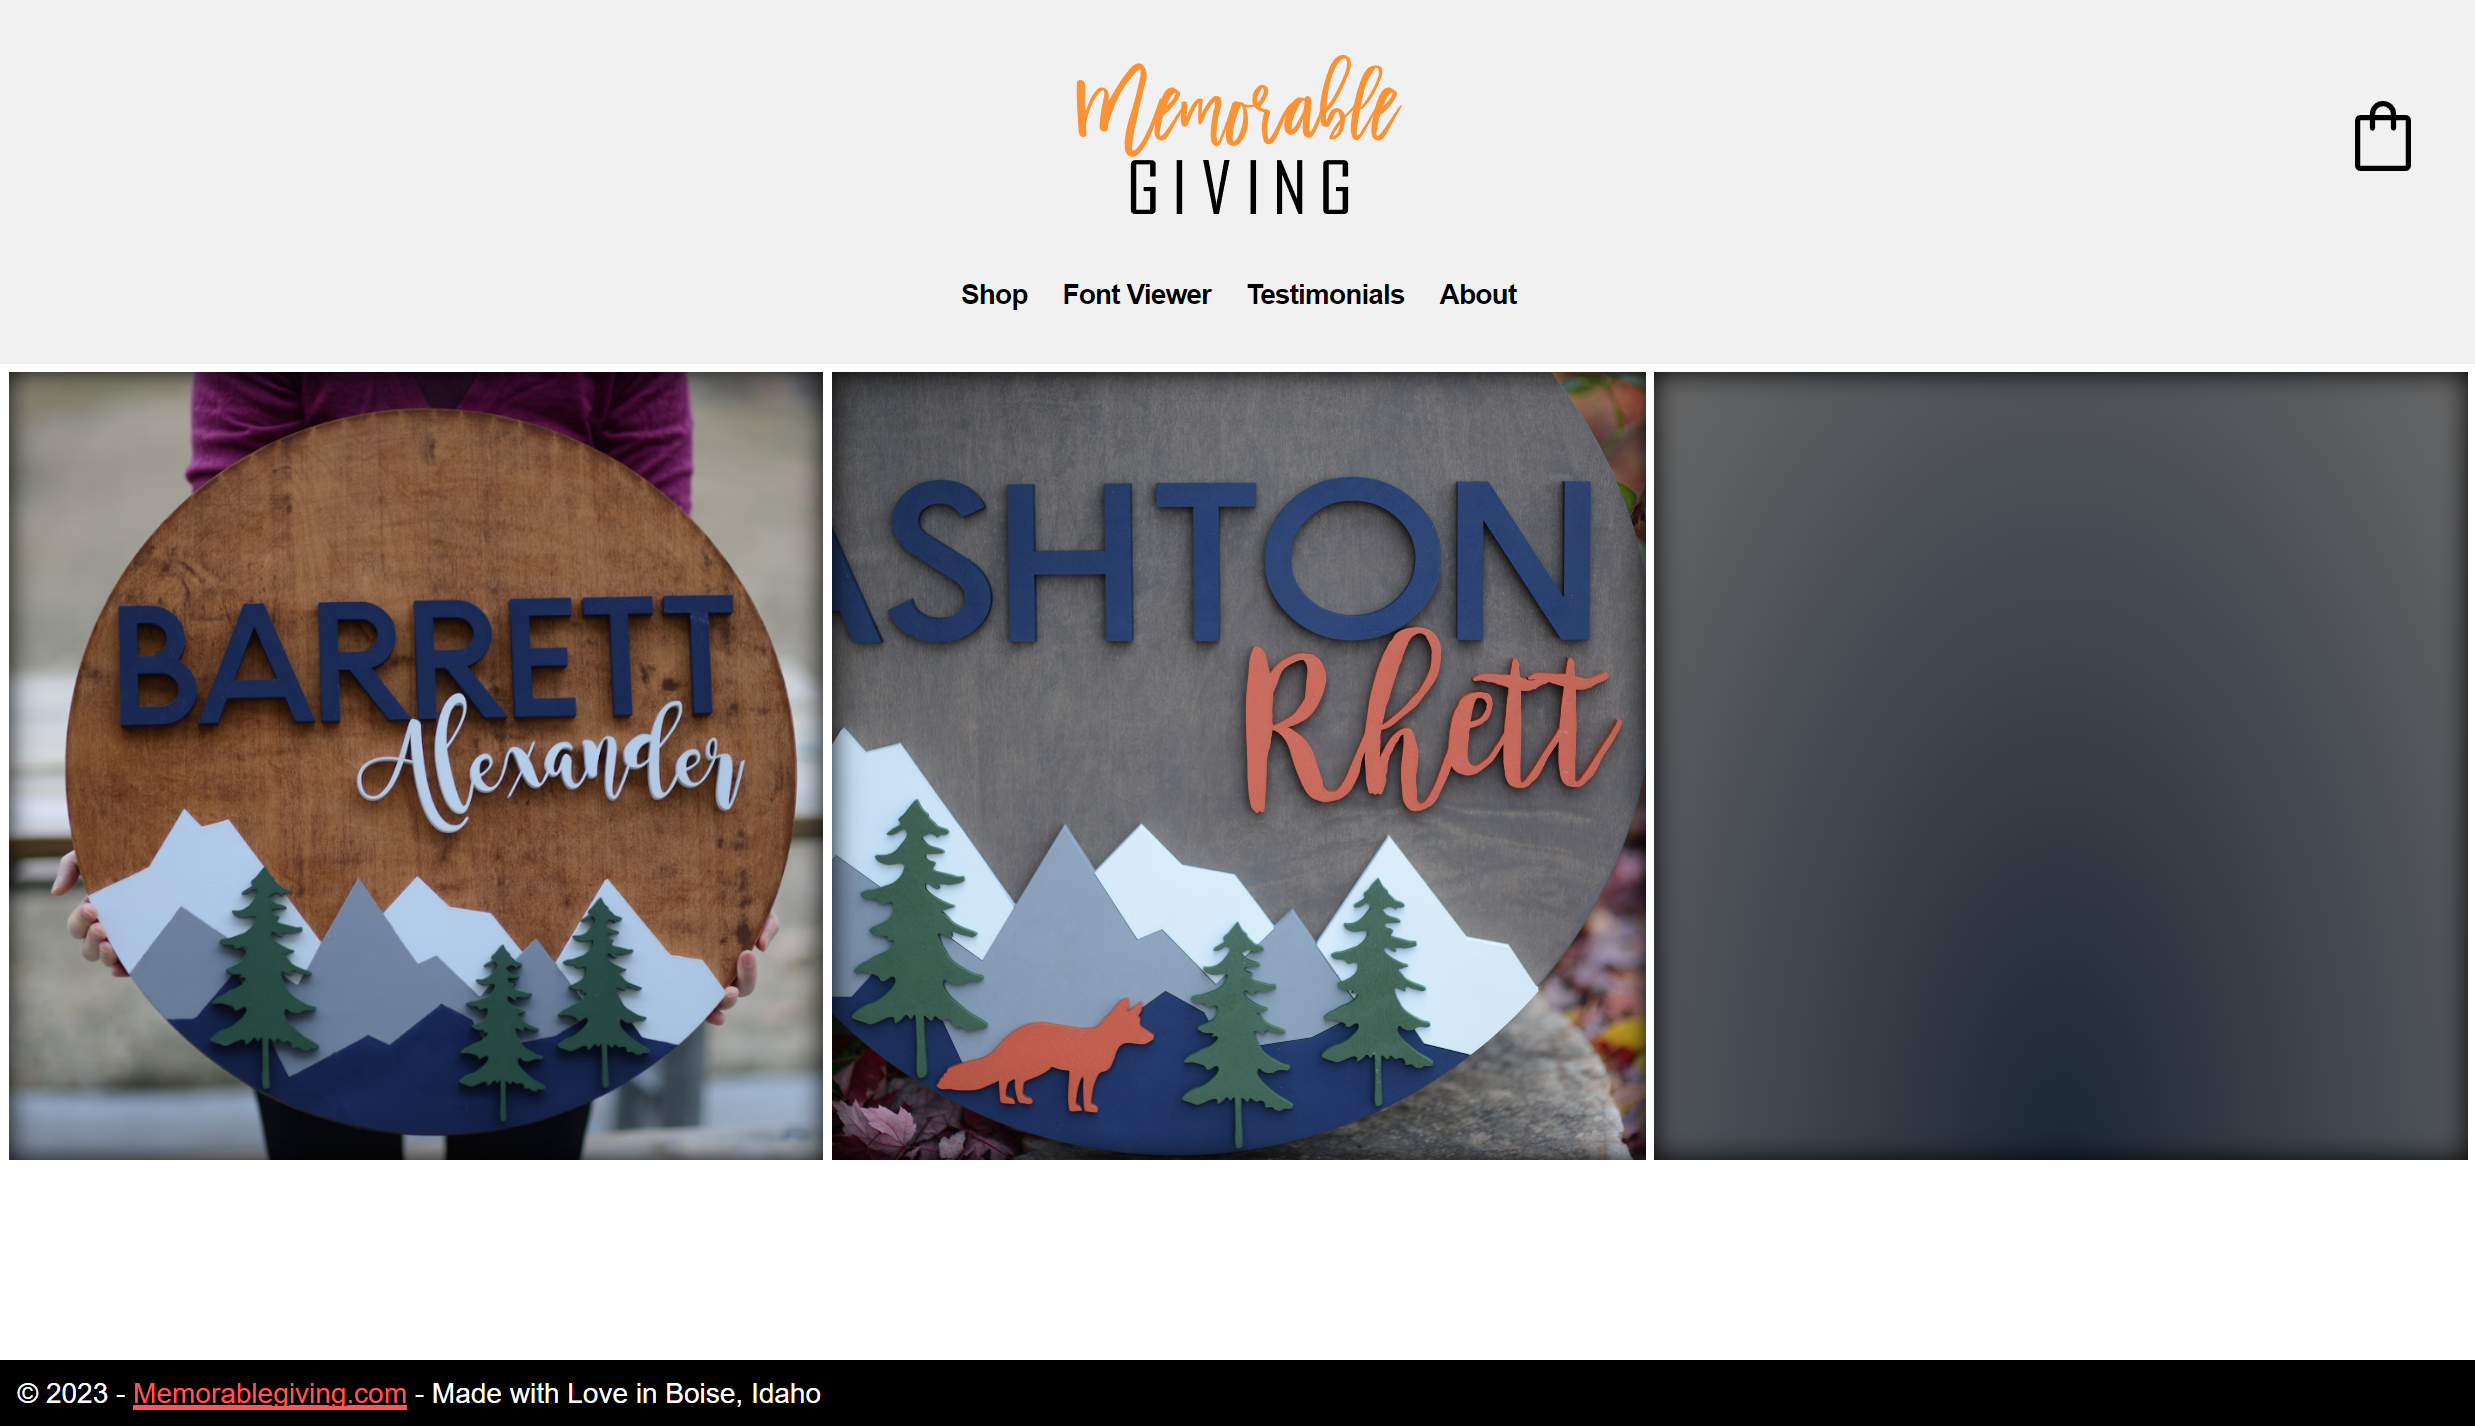 Memorable
GIVING
Shop Font Viewer Testimonials About
BARRETT
Alexander
ASHTON
Rhett
© 2023 - Memorablegiving.com - Made with Love in Boise, Idaho